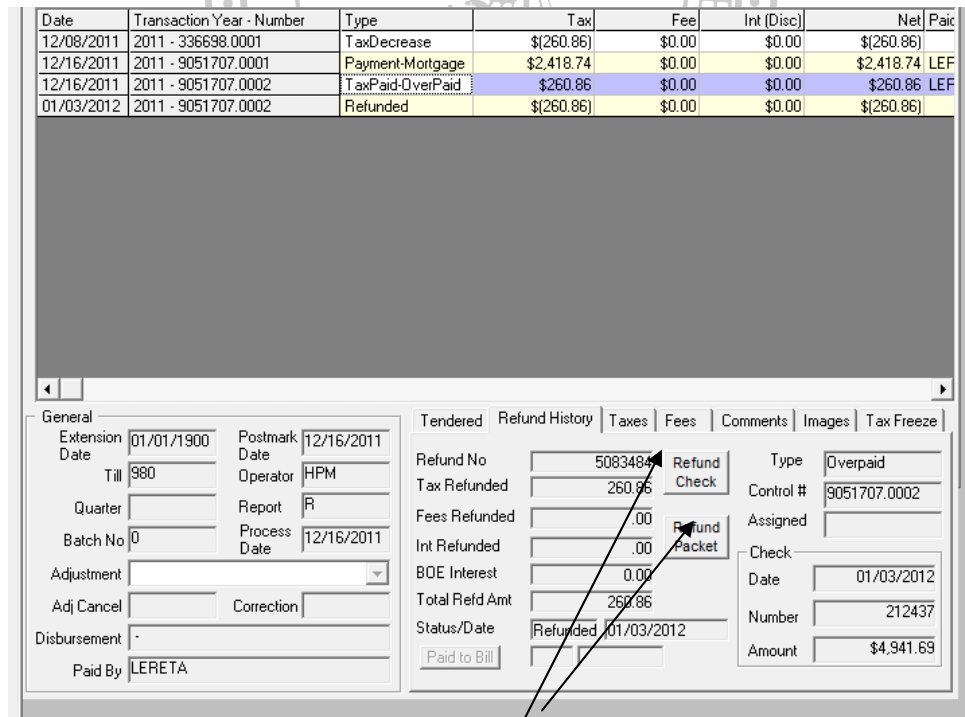 Date Transaction Year - Number Type Tax Fee Int (Disc) Net Paid
12/08/2011 2011 - 336698.0001 TaxDecrease $(260.86) $0.00 $0.00 $(260.86)
12/16/2011 2011 - 9051707.0001 Payment-Mortgage $2,418.74 $0.00 $0.00 $2,418.74 LEF
12/16/2011 2011 - 9051707.0002 TaxPaid-OverPaid $260.86 $0.00 $0.00 $260.86 LEF
01/03/2012 2011 - 9051707.0002 Refunded $(260.86) $0.00 $0.00 $(260.86)
General
Extension Date 01/01/1900 Postmark Date 12/16/2011
Till 980 Operator HPM
Quarter Report R
Batch No 0 Process Date 12/16/2011
Adjustment
Adj Cancel Correction
Disbursement -
Paid By LERETA
Tendered Refund History Taxes Fees Comments Images Tax Freeze
Refund No 5083484 Refund Check Type Overpaid
Tax Refunded 260.86 Control # 9051707.0002
Fees Refunded .00 Refund Packet Assigned
Int Refunded .00 Check
BOE Interest 0.00 Date 01/03/2012
Total Refd Amt 260.86 Number 212437
Status/Date Refunded 01/03/2012
Paid to Bill Amount $4,941.69